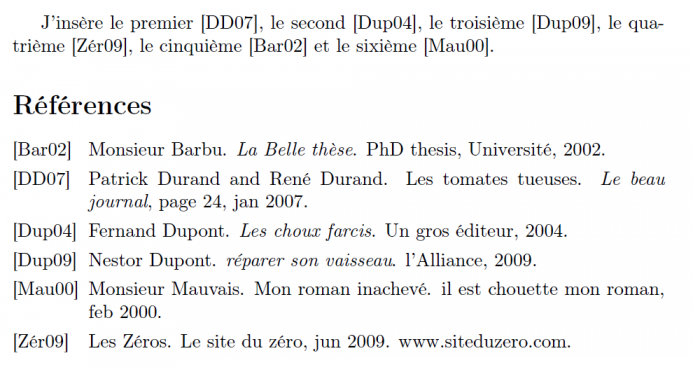 J'insère le premier [DD07], le second [Dup04], le troisième [Dup09], le qua-
trième [Zér09], le cinquième [Bar02] et le sixième [Mau00].
Références
[Bar02] Monsieur Barbu. La Belle thèse. PhD thesis, Université, 2002.
[DD07] Patrick Durand and René Durand. Les tomates tueuses. Le beau
journal, page 24, jan 2007.
[Dup04] Fernand Dupont. Les choux farcis. Un gros éditeur, 2004.
[Dup09] Nestor Dupont. réparer son vaisseau. l'Alliance, 2009.
[Mau00] Monsieur Mauvais. Mon roman inachevé. il est chouette mon roman,
feb 2000.
[Zér09] Les Zéros. Le site du zéro, jun 2009. www.siteduzero.com.